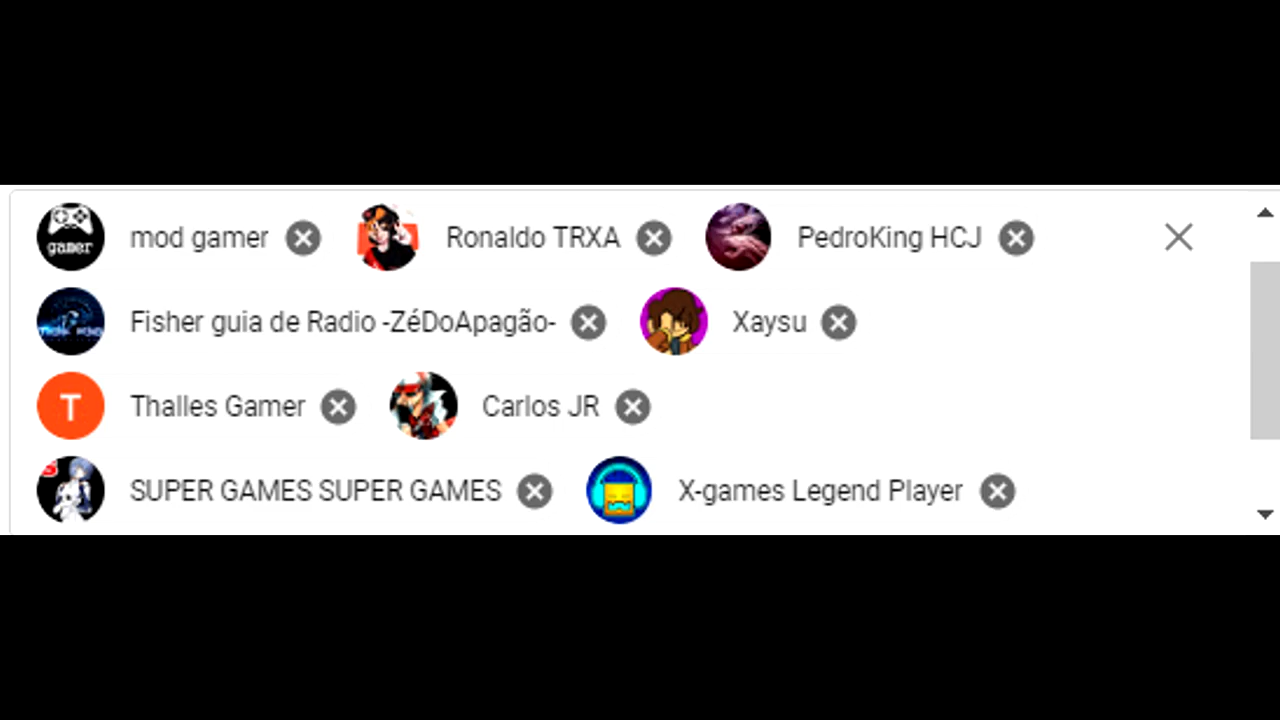 gamer mod gamer Ronaldo TRXA PedroKing HCJ
Fisher guia de Radio -ZéDoApagão- Xaysu
T Thalles Gamer Carlos JR
SUPER GAMES SUPER GAMES X-games Legend Player